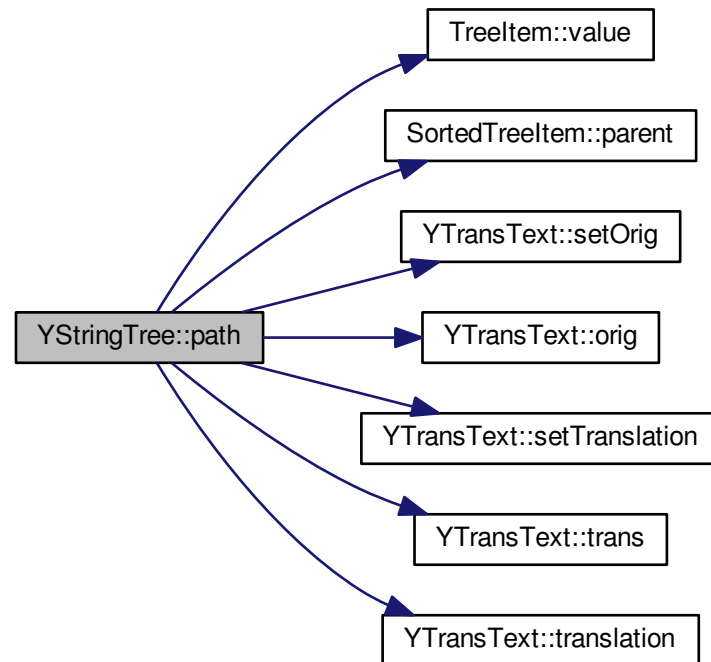 TreeItem::value
SortedTreeItem::parent
YTransText::setOrig
YStringTree::path
YTransText::orig
YTransText::setTranslation
YTransText::trans
YTransText::translation